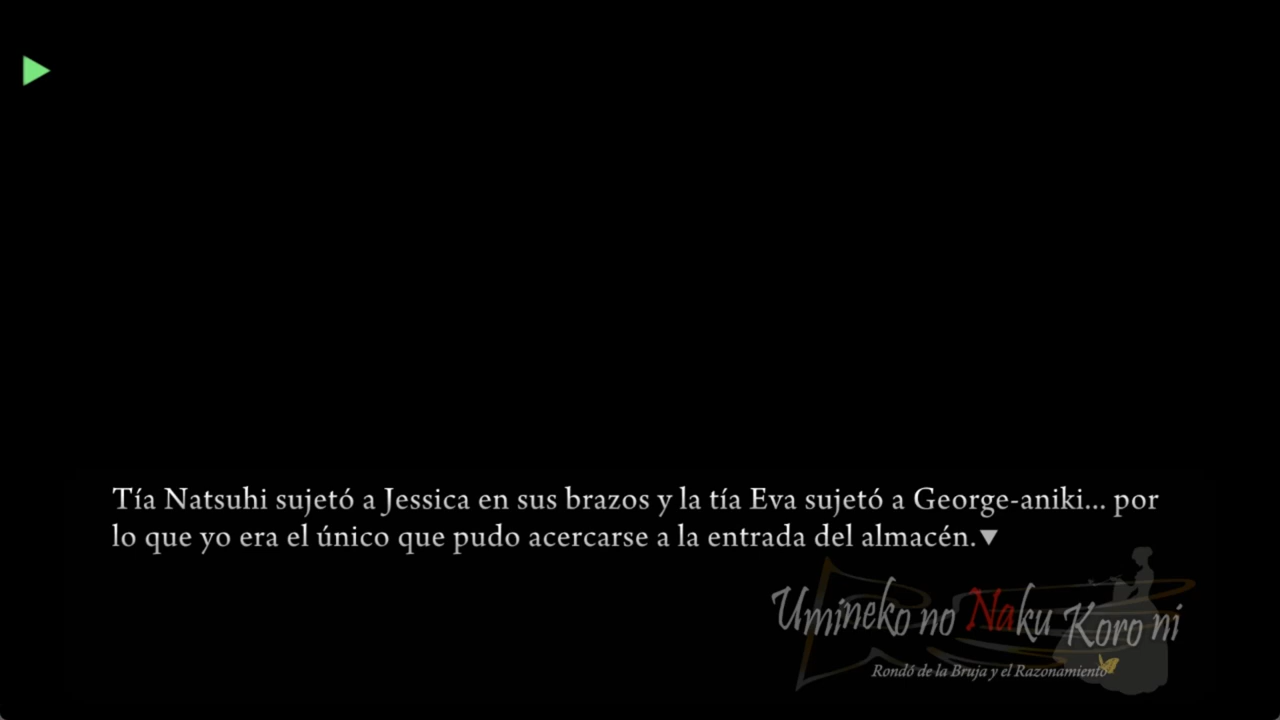 Tía Natsuhi sujetó a Jessica en sus brazos y la tía Eva sujetó a George-aniki... por
lo que yo era el único que pudo acercarse a la entrada del almacén.
Umineko no Naku Koro ni
Rondó de la Bruja y el Razonamiento